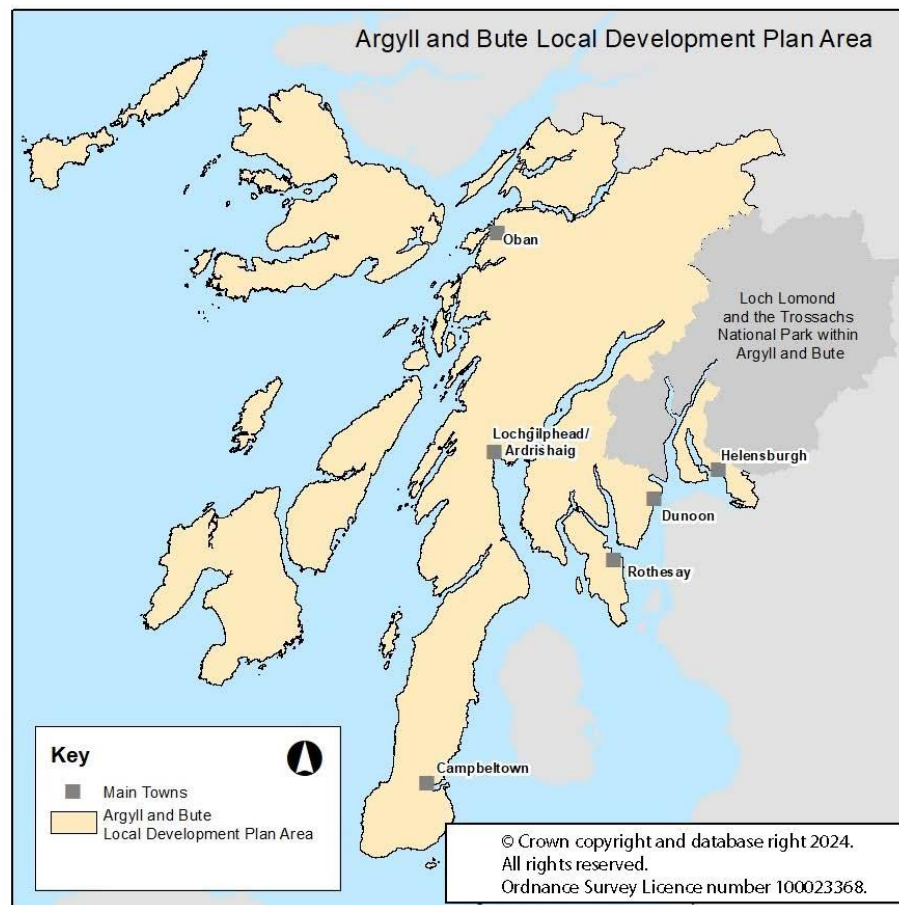 Argyll and Bute Local Development Plan Area
Oban
Loch Lomond
and the Trossachs
National Park within
Argyll and Bute
Lochgilphead/
Ardrishaig
Helensburgh
Dunoon
Rothesay
Campbeltown
Key
Main Towns
Argyll and Bute
Local Development Plan Area
© Crown copyright and database right 2024.
All rights reserved.
Ordnance Survey Licence number 100023368.